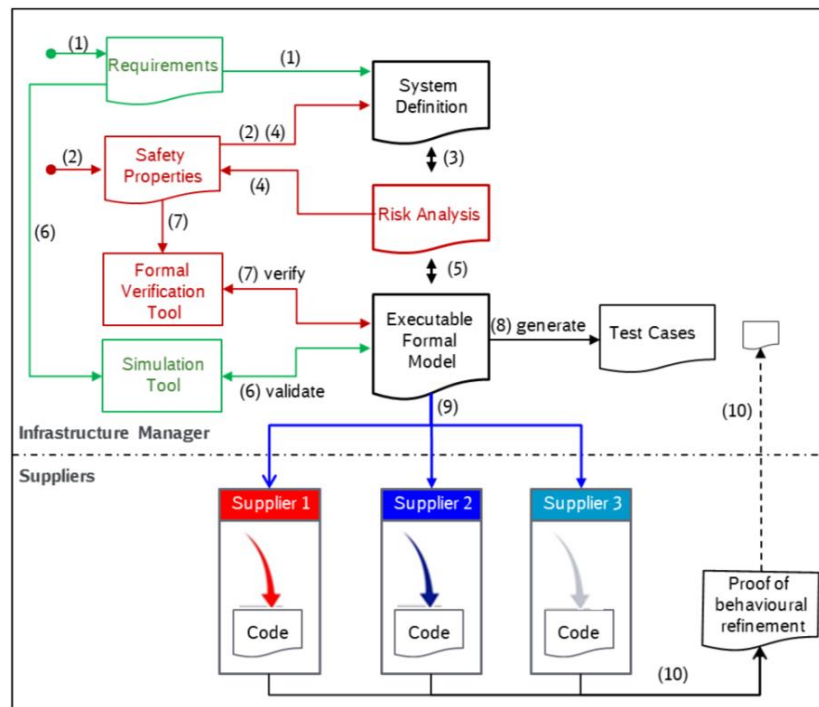 (1)
Requirements
(1)
System
Definition
(2) (4)
(2)
Safety
Properties
(3)
(4)
Risk Analysis
(6)
(7)
(5)
Formal
Verification
Tool
(7) verify
Executable
Formal
Model
(8) generate
Test Cases
Simulation
Tool
(6) validate
(9)
(10)
Infrastructure Manager
Suppliers
Supplier 1
Supplier 2
Supplier 3
Code
Code
Code
Proof of
behavioural
refinement
(10)